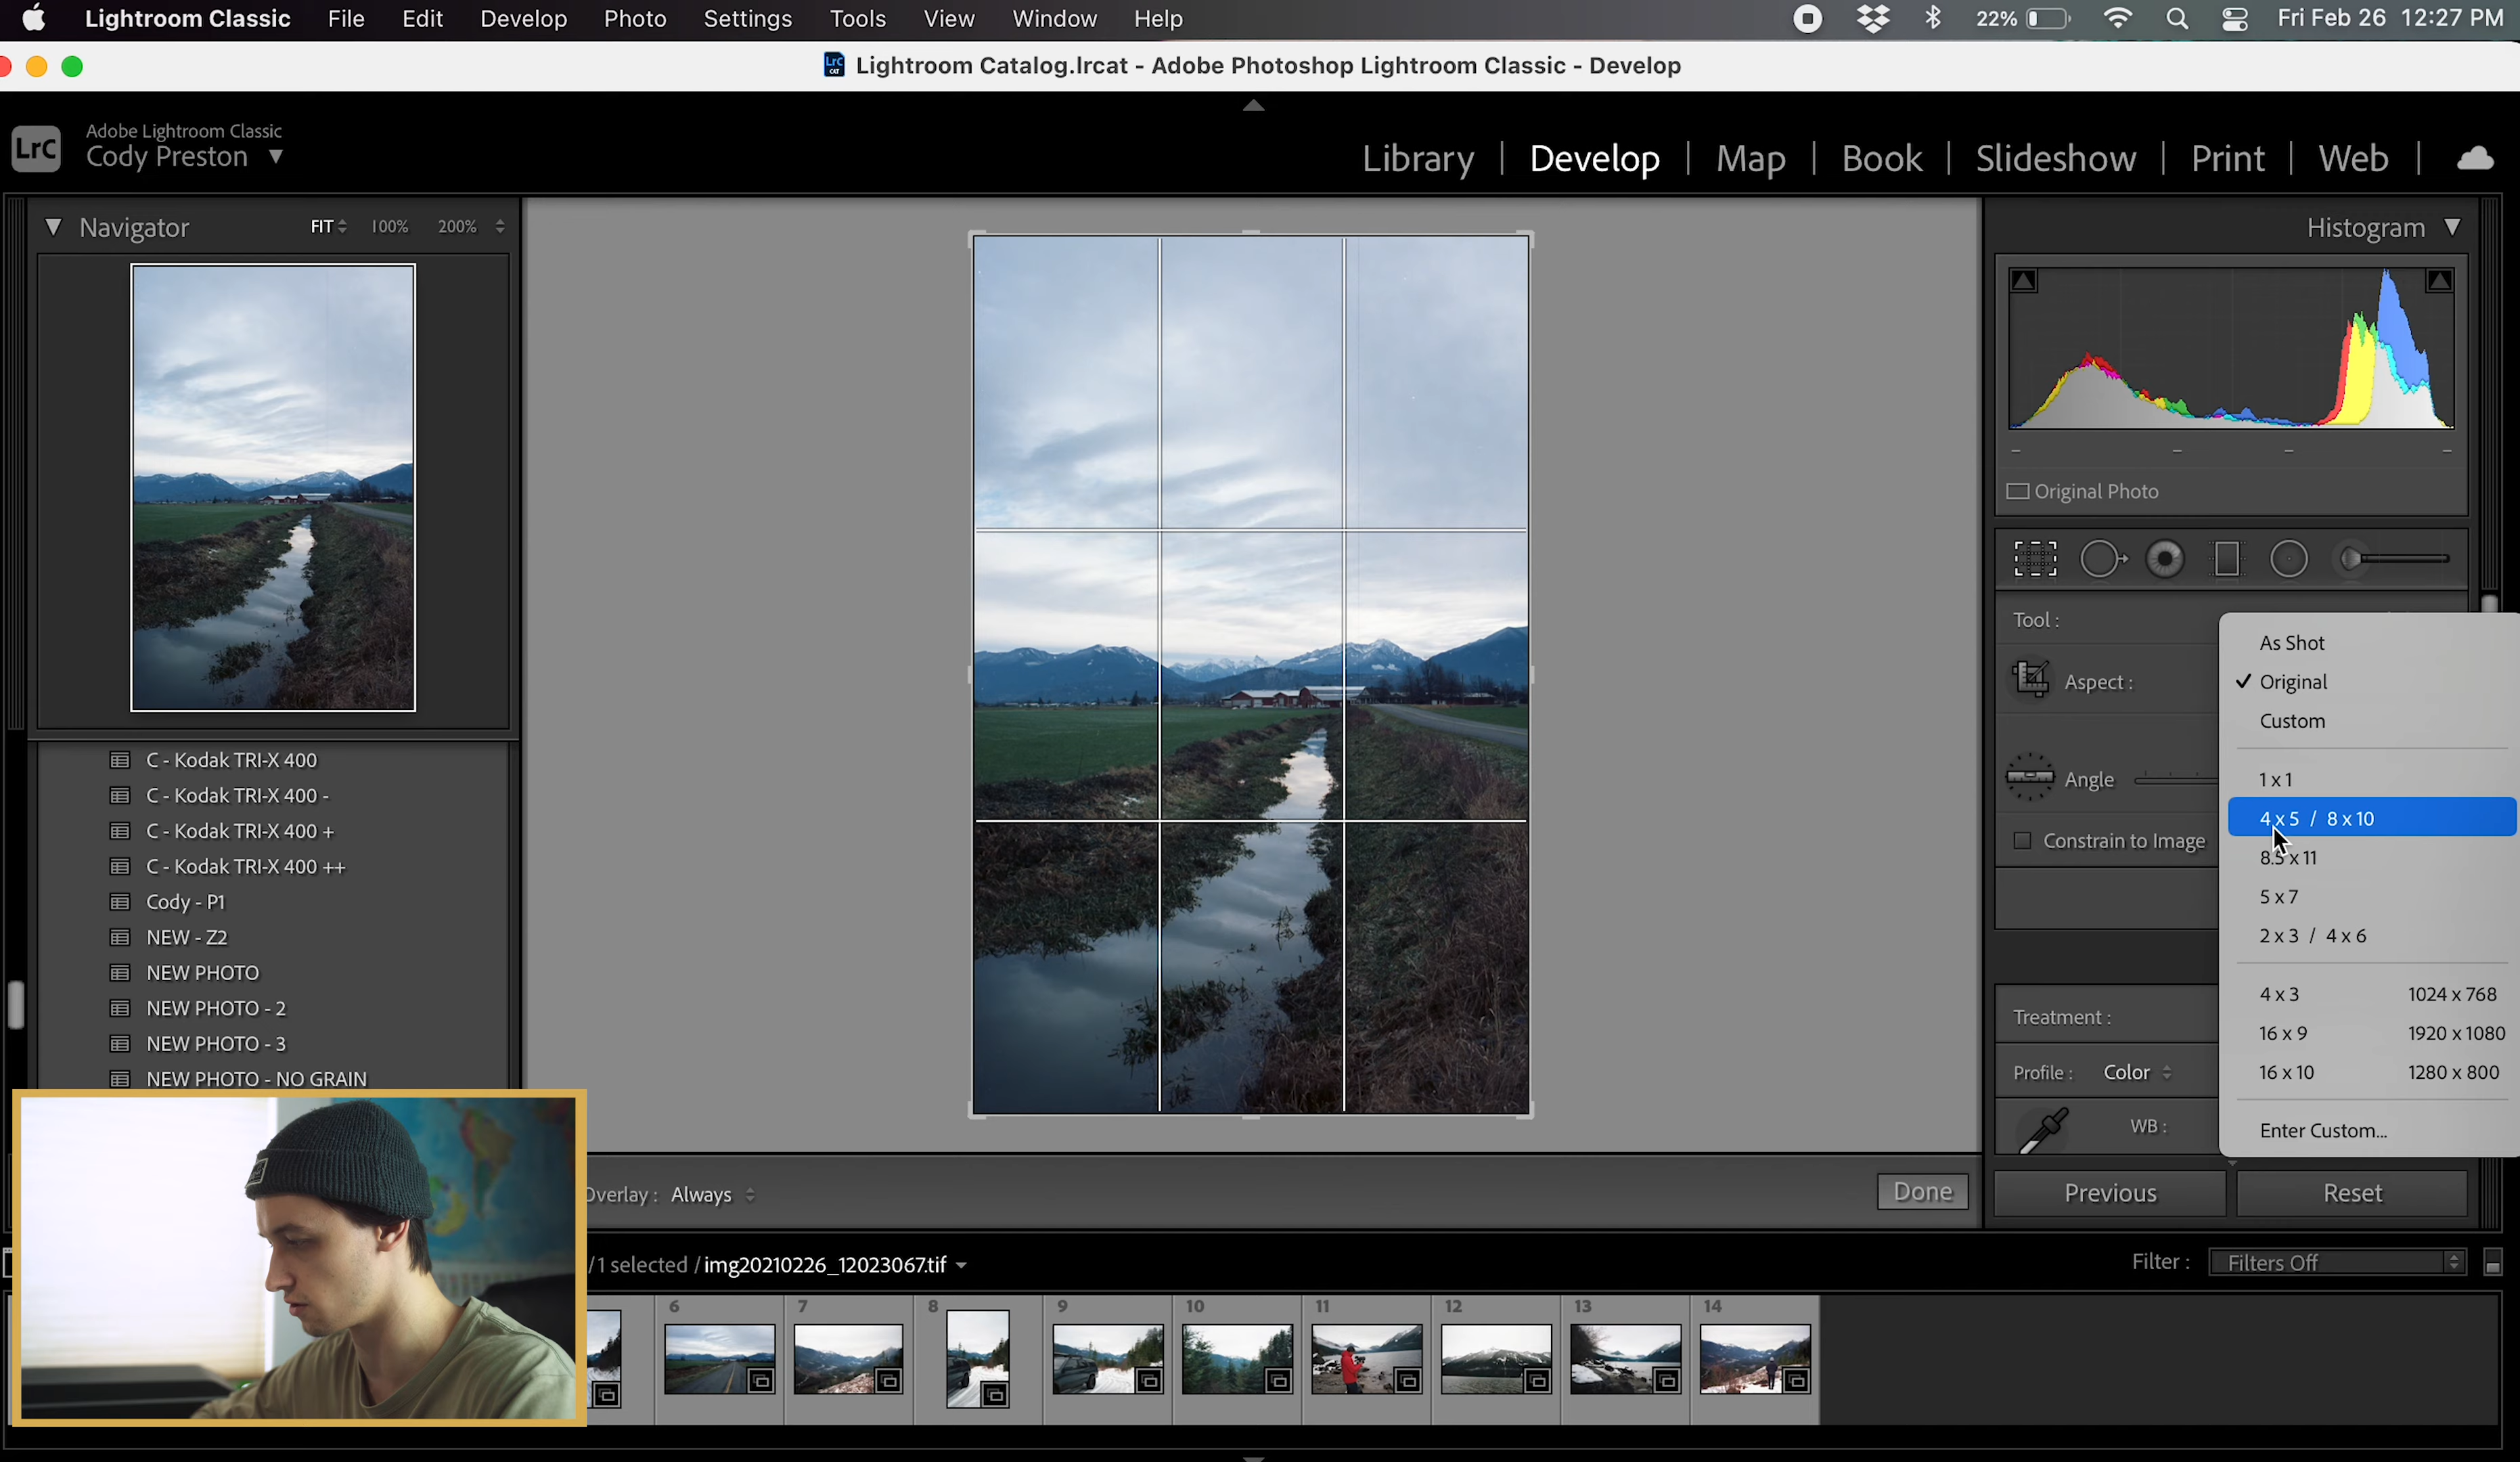 Lightroom Classic File Edit Develop Photo Settings Tools View Window Help 22% Fri Feb 26 12:27 PM
LrC CAT Lightroom Catalog.lrcat - Adobe Photoshop Lightroom Classic - Develop
LrC
Adobe Lightroom Classic
Cody Preston
Library | Develop | Map | Book | Slideshow | Print | Web |
Navigator FIT 100% 200%
Histogram
Original Photo
Tool :
Aspect :
Angle
Constrain to Image
As Shot
✓ Original
Custom
1 x 1
4 x 5 / 8 x 10
8.5 x 11
5 x 7
2 x 3 / 4 x 6
4 x 3 1024 x 768
16 x 9 1920 x 1080
16 x 10 1280 x 800
Enter Custom...
Treatment :
Profile : Color
WB :
C - Kodak TRI-X 400
C - Kodak TRI-X 400 -
C - Kodak TRI-X 400 +
C - Kodak TRI-X 400 ++
Cody - P1
NEW - Z2
NEW PHOTO
NEW PHOTO - 2
NEW PHOTO - 3
NEW PHOTO - NO GRAIN
Overlay : Always
Done
Previous
Reset
/1 selected / img20210226_12023067.tif
Filter : Filters Off
6 7 8 9 10 11 12 13 14